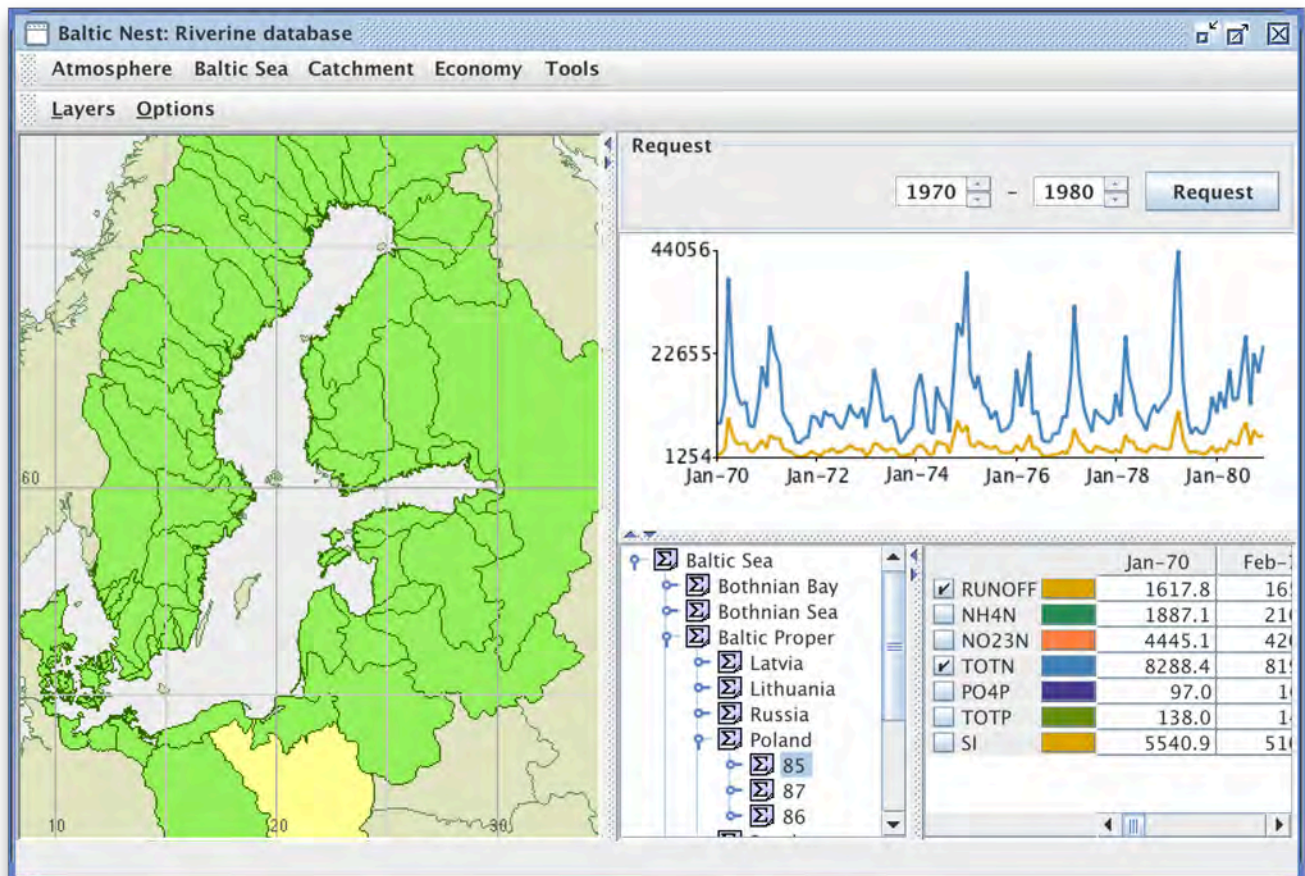 Baltic Nest: Riverine database
Atmosphere Baltic Sea Catchment Economy Tools
Layers Options
60
10 20 30
Request
1970 - 1980 Request
44056
22655
1254
Jan-70 Jan-72 Jan-74 Jan-76 Jan-78 Jan-80
Baltic Sea
Bothnian Bay
Bothnian Sea
Baltic Proper
Latvia
Lithuania
Russia
Poland
85
87
86
Jan-70 Feb-
RUNOFF 1617.8
NH4N 1887.1
NO23N 4445.1
TOTN 8288.4
PO4P 97.0
TOTP 138.0
SI 5540.9